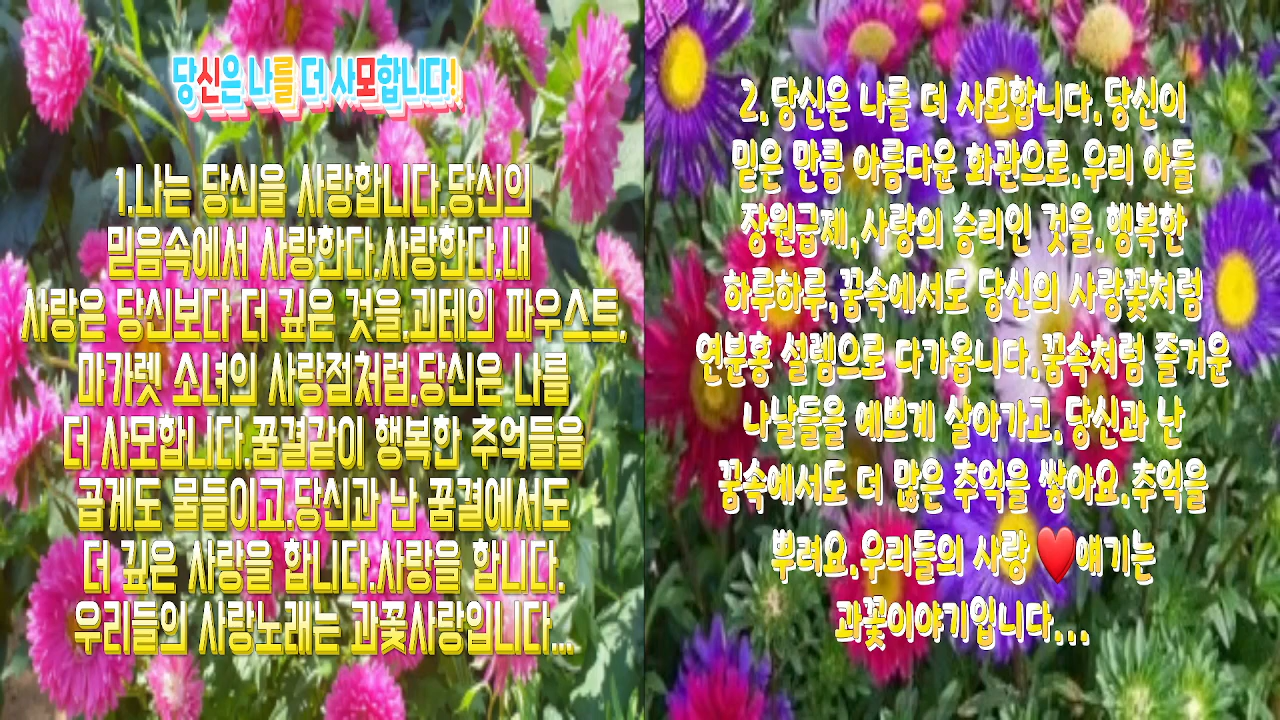 당신은 나를 더 사모합니다!
1.나는 당신을 사랑합니다.당신의
믿음속에서 사랑한다.사랑한다.내
사랑은 당신보다 더 깊은 것을.괴테의 파우스트.
마가렛 소녀의 사랑점처럼.당신은 나를
더 사모합니다.꿈결같이 행복한 추억들을
곱게도 물들이고.당신과 난 꿈결에서도
더 깊은 사랑을 합니다.사랑을 합니다.
우리들의 사랑노래는 과꽃사랑입니다...
2.당신은 나를 더 사모합니다.당신이
믿은 만큼 아름다운 화관으로.우리 아들
장원급제,사랑의 승리인 것을.행복한
하루하루,꿈속에서도 당신의 사랑꽃처럼
연분홍 설렘으로 다가옵니다.꿈속처럼 즐거운
나날들을 예쁘게 살아가고.당신과 난
꿈속에서도 더 많은 추억을 쌓아요.추억을
뿌려요.우리들의 사랑❤️얘기는
과꽃이야기입니다...